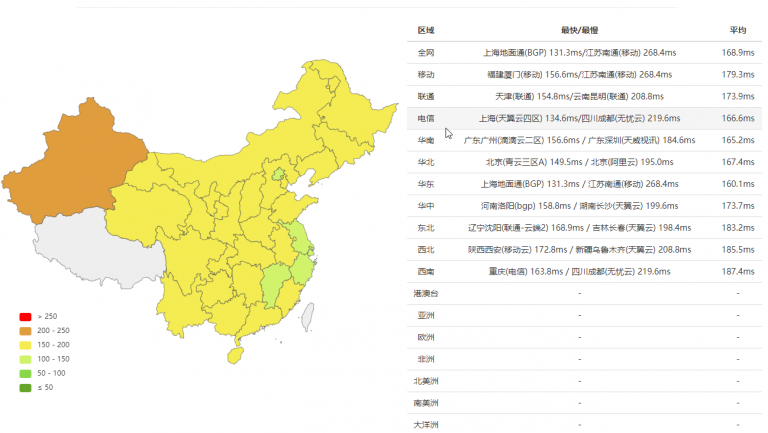 区域 最快/最慢 平均
全网 上海地面通(BGP) 131.3ms/江苏南通(移动) 268.4ms 168.9ms
移动 福建厦门(移动) 156.6ms/江苏南通(移动) 268.4ms 179.3ms
联通 天津(联通) 154.8ms/云南昆明(联通) 208.8ms 173.9ms
电信 上海(天翼云四区) 134.6ms/四川成都(无忧云) 219.6ms 166.6ms
华南 广东广州(滴滴云二区) 156.6ms / 广东深圳(天威视讯) 184.6ms 165.2ms
华北 北京(青云三区A) 149.5ms / 北京(阿里云) 195.0ms 167.4ms
华东 上海地面通(BGP) 131.3ms / 江苏南通(移动) 268.4ms 160.1ms
华中 河南洛阳(bgp) 158.8ms / 湖南长沙(天翼云) 199.6ms 173.7ms
东北 辽宁沈阳(联通-云端2) 168.9ms / 吉林长春(天翼云) 198.4ms 183.2ms
西北 陕西西安(移动云) 172.8ms / 新疆乌鲁木齐(天翼云) 208.8ms 185.5ms
西南 重庆(电信) 163.8ms / 四川成都(无忧云) 219.6ms 187.4ms
港澳台 - -
亚洲 - -
欧洲 - -
非洲 - -
北美洲 - -
南美洲 - -
大洋洲 - -
> 250
200 - 250
150 - 200
100 - 150
50 - 100
≤ 50